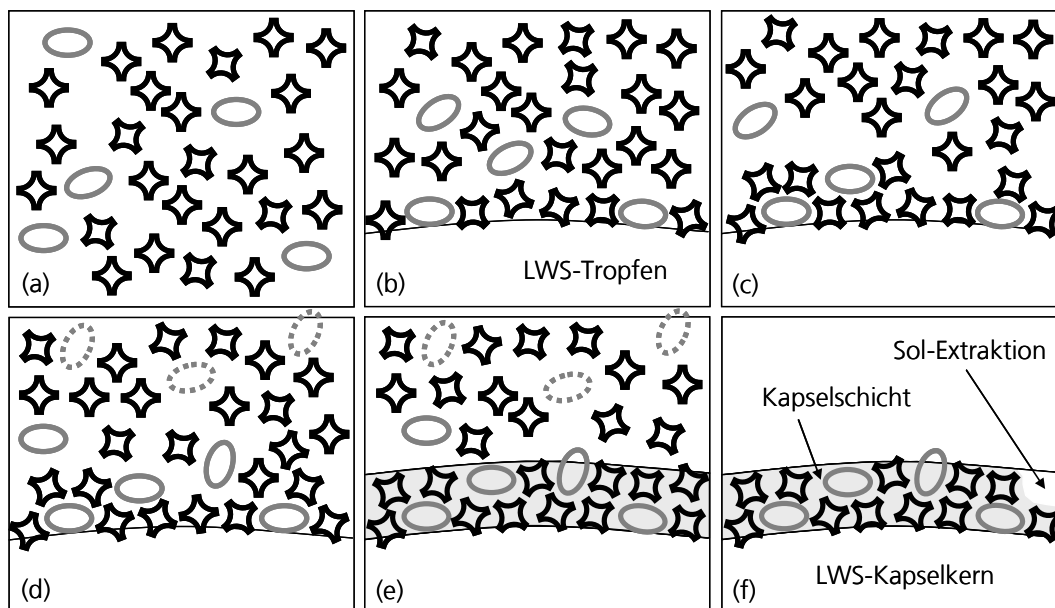 (a)
(b)
LWS-Tropfen
(c)
(d)
(e)
Sol-Extraktion
Kapselschicht
(f)
LWS-Kapselkern